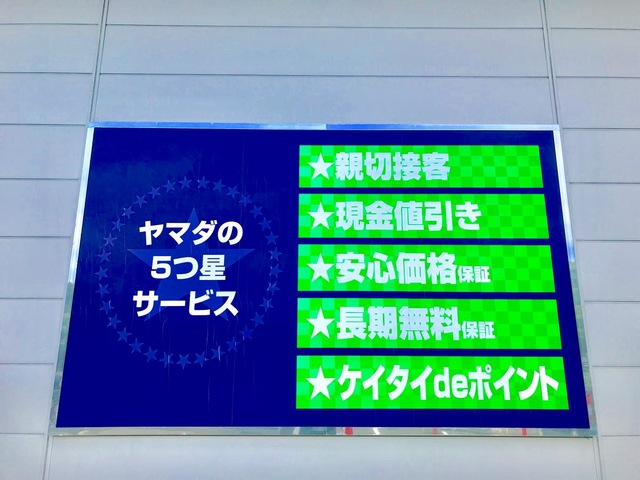 ヤマダの
5つ星
サービス
★親切接客
★現金値引き
★安心価格保証
★長期無料保証
★ケイタイdeポイント